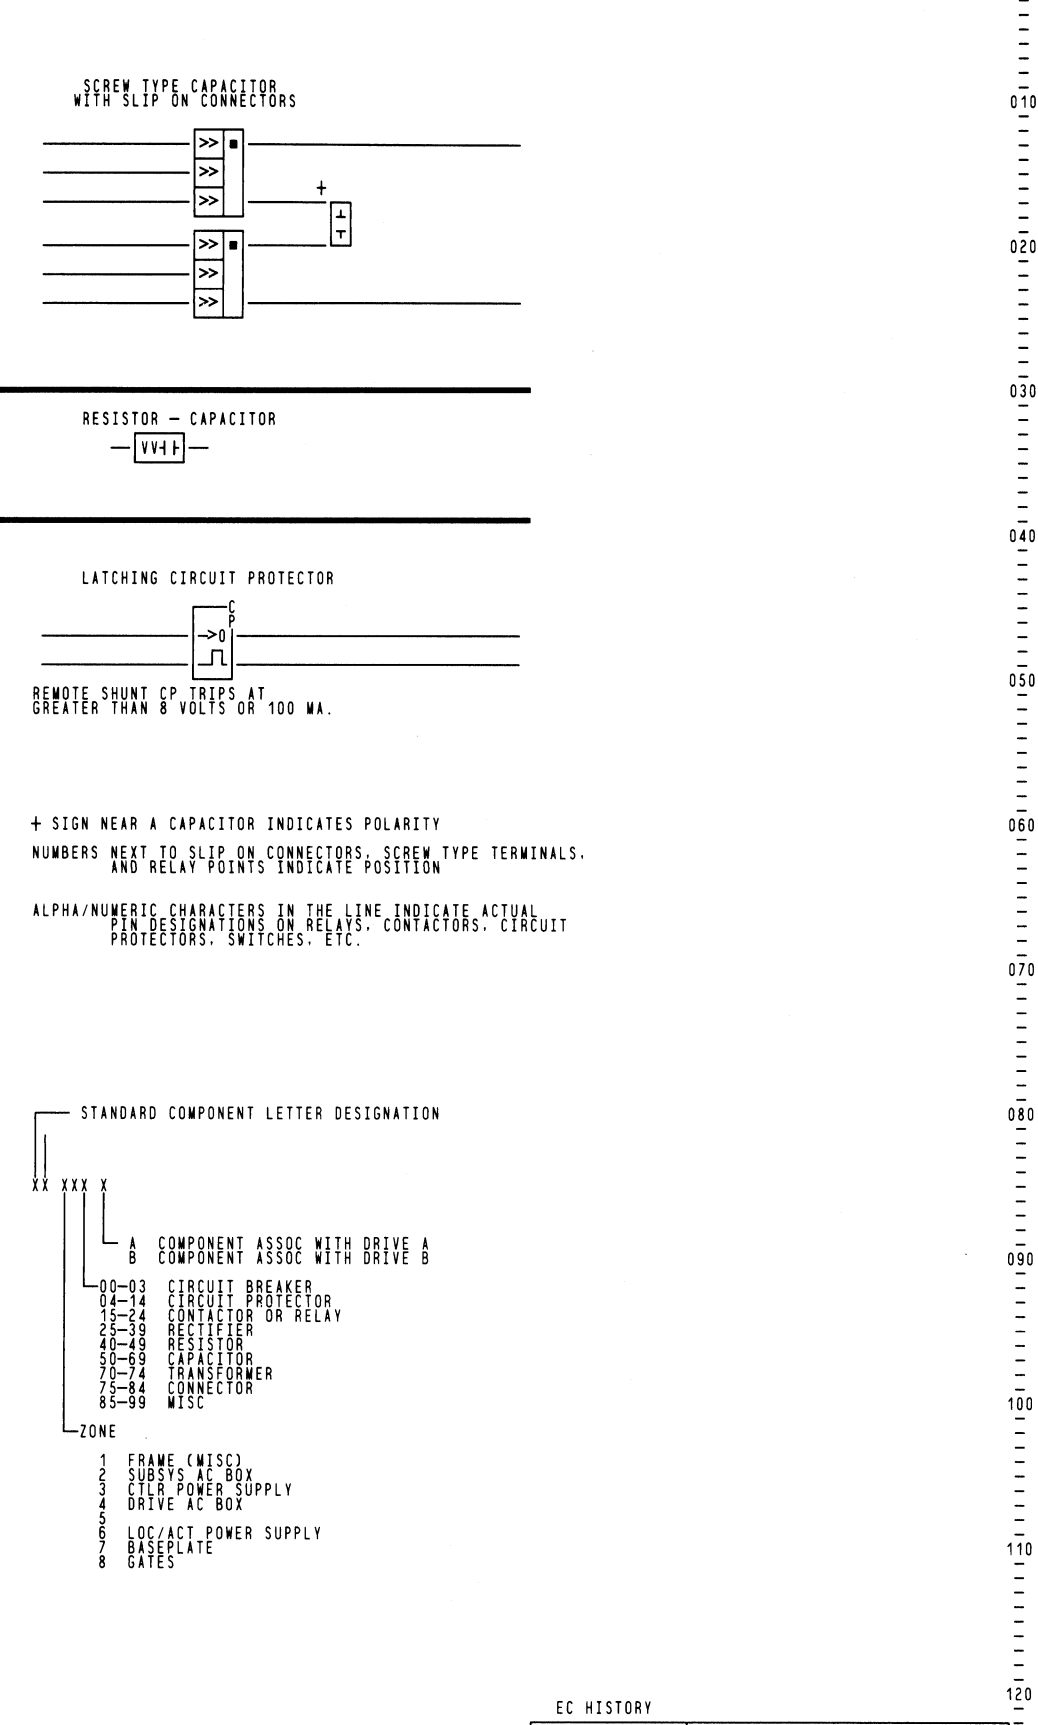 SCREW TYPE CAPACITOR
WITH SLIP ON CONNECTORS
010
>>
>>
+
>>
>>
020
>>
>>
030
RESISTOR – CAPACITOR
VV
040
LATCHING CIRCUIT PROTECTOR
C
P
–>0
REMOTE SHUNT CP TRIPS AT
GREATER THAN 8 VOLTS OR 100 MA.
050
+ SIGN NEAR A CAPACITOR INDICATES POLARITY
060
NUMBERS NEXT TO SLIP ON CONNECTORS, SCREW TYPE TERMINALS,
AND RELAY POINTS INDICATE POSITION
ALPHA/NUMERIC CHARACTERS IN THE LINE INDICATE ACTUAL
PIN DESIGNATIONS ON RELAYS, CONTACTORS, CIRCUIT
PROTECTORS, SWITCHES, ETC.
070
STANDARD COMPONENT LETTER DESIGNATION
080
XX XXX X
A COMPONENT ASSOC WITH DRIVE A
B COMPONENT ASSOC WITH DRIVE B
090
00–03 CIRCUIT BREAKER
04–14 CIRCUIT PROTECTOR
15–24 CONTACTOR OR RELAY
25–39 RECTIFIER
40–49 RESISTOR
50–69 CAPACITOR
70–74 TRANSFORMER
75–84 CONNECTOR
85–99 MISC
100
ZONE
1 FRAME (MISC)
2 SUBSYS AC BOX
3 CTLR POWER SUPPLY
4 DRIVE AC BOX
5
6 LOC/ACT POWER SUPPLY
7 BASEPLATE
8 GATES
110
120
EC HISTORY